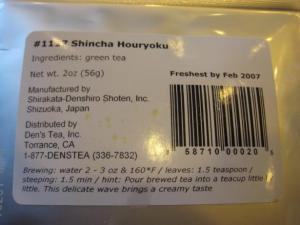 #1117 Shincha Houryoku
Ingredients: green tea
Net wt. 2oz (56g)
Freshest by Feb 2007
Manufactured by
Shirakata-Denshiro Shoten, Inc.
Shizuoka, Japan
Distributed by
Den's Tea, Inc.
Torrance, CA
1-877-DENSTEA (336-7832)
58710 00020
Brewing: water 2 - 3 oz & 160°F / leaves: 1.5 teaspoon /
steeping: 1.5 min / hint: Pour brewed tea into a teacup little
little. This delicate wave brings a creamy taste